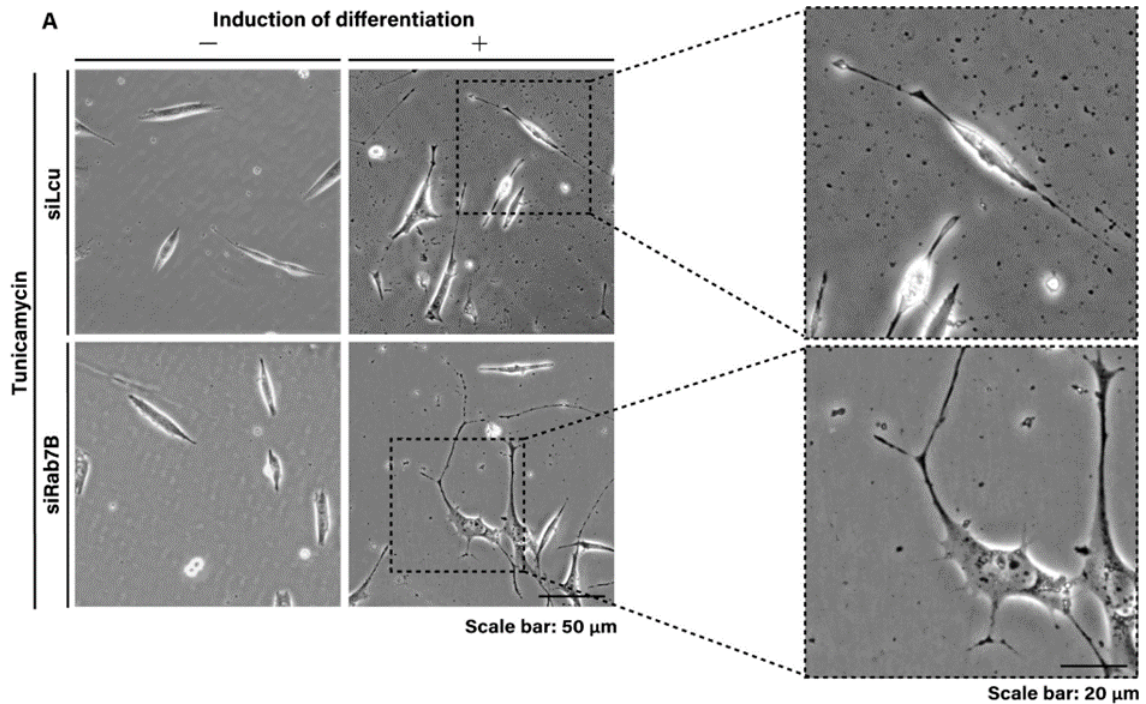 A
Induction of differentiation
− +
Tunicamycin
siLcu
siRab7B
Scale bar: 50 μm
Scale bar: 20 μm